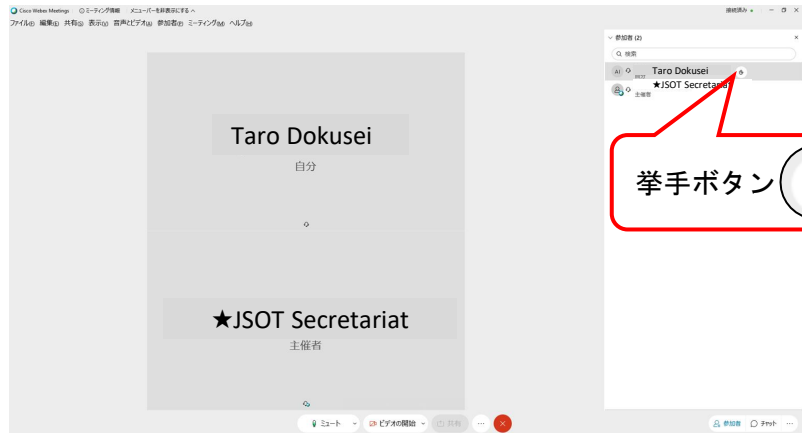 Cisco Webex Meetings ミーティング情報 メニューバーを非表示にする へ 接続済み
ファイル(F) 編集(E) 共有(S) 表示(V) 音声とビデオ(A) 参加者(P) ミーティング(M) ヘルプ(H)
参加者 (2)
検索
Taro Dokusei
★JSOT Secretariat
主催者
挙手ボタン
Taro Dokusei
自分
★JSOT Secretariat
主催者
ミュート ビデオの開始 共有 参加者 チャット